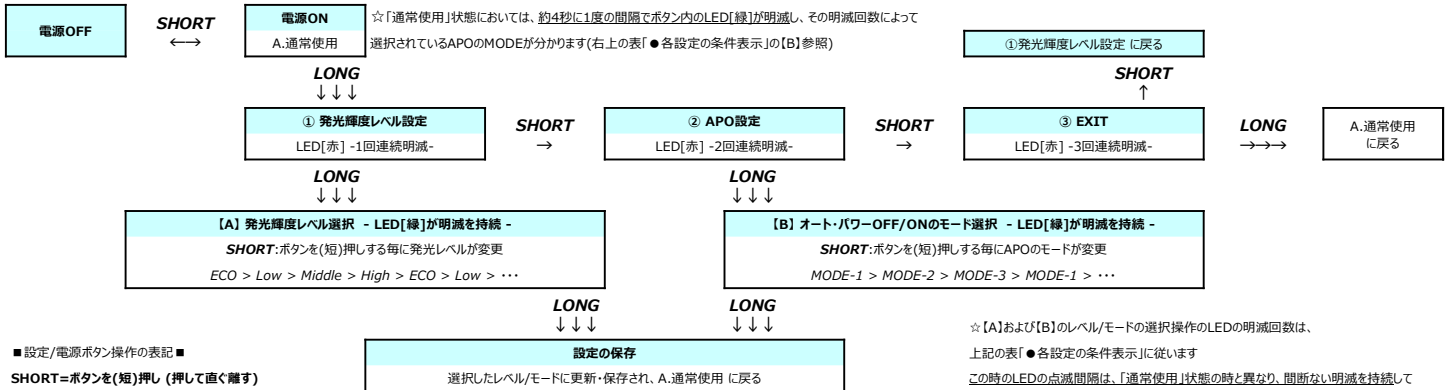 電源OFF
SHORT
←→
電源ON
A.通常使用
☆「通常使用」状態においては、約4秒に1度の間隔でボタン内のLED[緑]が明滅し、その明滅回数によって
選択されているAPOのMODEが分かります(右上の表「●各設定の条件表示」の【B】参照)
①発光輝度レベル設定 に戻る
LONG
↓↓↓
SHORT
↑
① 発光輝度レベル設定
LED[赤] -1回連続明滅-
SHORT
→
② APO設定
LED[赤] -2回連続明滅-
SHORT
→
③ EXIT
LED[赤] -3回連続明滅-
LONG
→→→
A.通常使用
に戻る
LONG
↓↓↓
LONG
↓↓↓
【A】 発光輝度レベル選択 - LED[緑]が明滅を持続 -
SHORT:ボタンを(短)押しする毎に発光レベルが変更
ECO > Low > Middle > High > ECO > Low > ・・・
【B】 オート・パワーOFF/ONのモード選択 - LED[緑]が明滅を持続 -
SHORT:ボタンを(短)押しする毎にAPOのモードが変更
MODE-1 > MODE-2 > MODE-3 > MODE-1 > ・・・
LONG
↓↓↓
LONG
↓↓↓
設定の保存
選択したレベル/モードに更新・保存され、A.通常使用 に戻る
☆【A】および【B】のレベル/モードの選択操作のLEDの明滅回数は、
上記の表「●各設定の条件表示」に従います
この時のLEDの点滅間隔は、「通常使用」状態の時と異なり、間断ない明滅を持続して
■設定/電源ボタン操作の表記■
SHORT=ボタンを(短)押し (押して直ぐ離す)